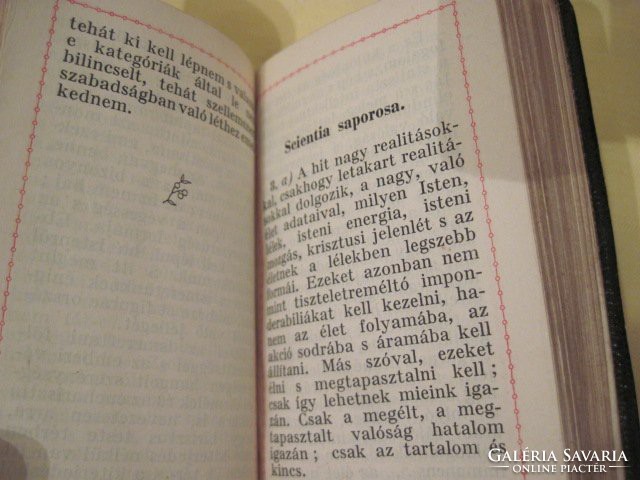 tehát ki kell lépnem s
e kategóriák által le
bilincselt, tehát
szabadságban való léthez
kednem.
Scientia saporosa.
3. a) A hit nagy realitások-
kal, csakhogy letakart realitá-
sokkal dolgozik, a nagy, való
élet adataival, milyen Isten,
lélek, isteni energia, isteni
mozgás, krisztusi jelenlét s az
életnek a lélekben legszebb
formái. Ezeket azonban nem
mint tiszteletreméltó impon-
derabiliákat kell kezelni, ha-
nem az élet folyamába, az
akció sodrába s áramába kell
állítani. Más szóval, ezeket
élni s megtapasztalni kell;
csak így lehetnek mieink iga-
zán. Csak a megélt, a meg-
tapasztalt valóság hatalom
igazán; csak az tartalom és
kincs.
GALÉRIA SAVARIA
ONLINE PIACTÉR